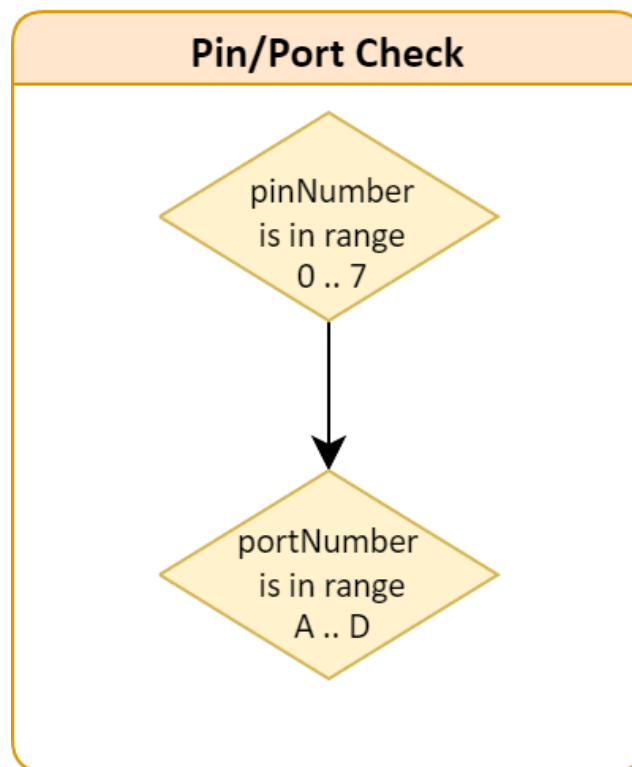 Pin/Port Check
pinNumber
is in range
0 .. 7
portNumber
is in range
A .. D